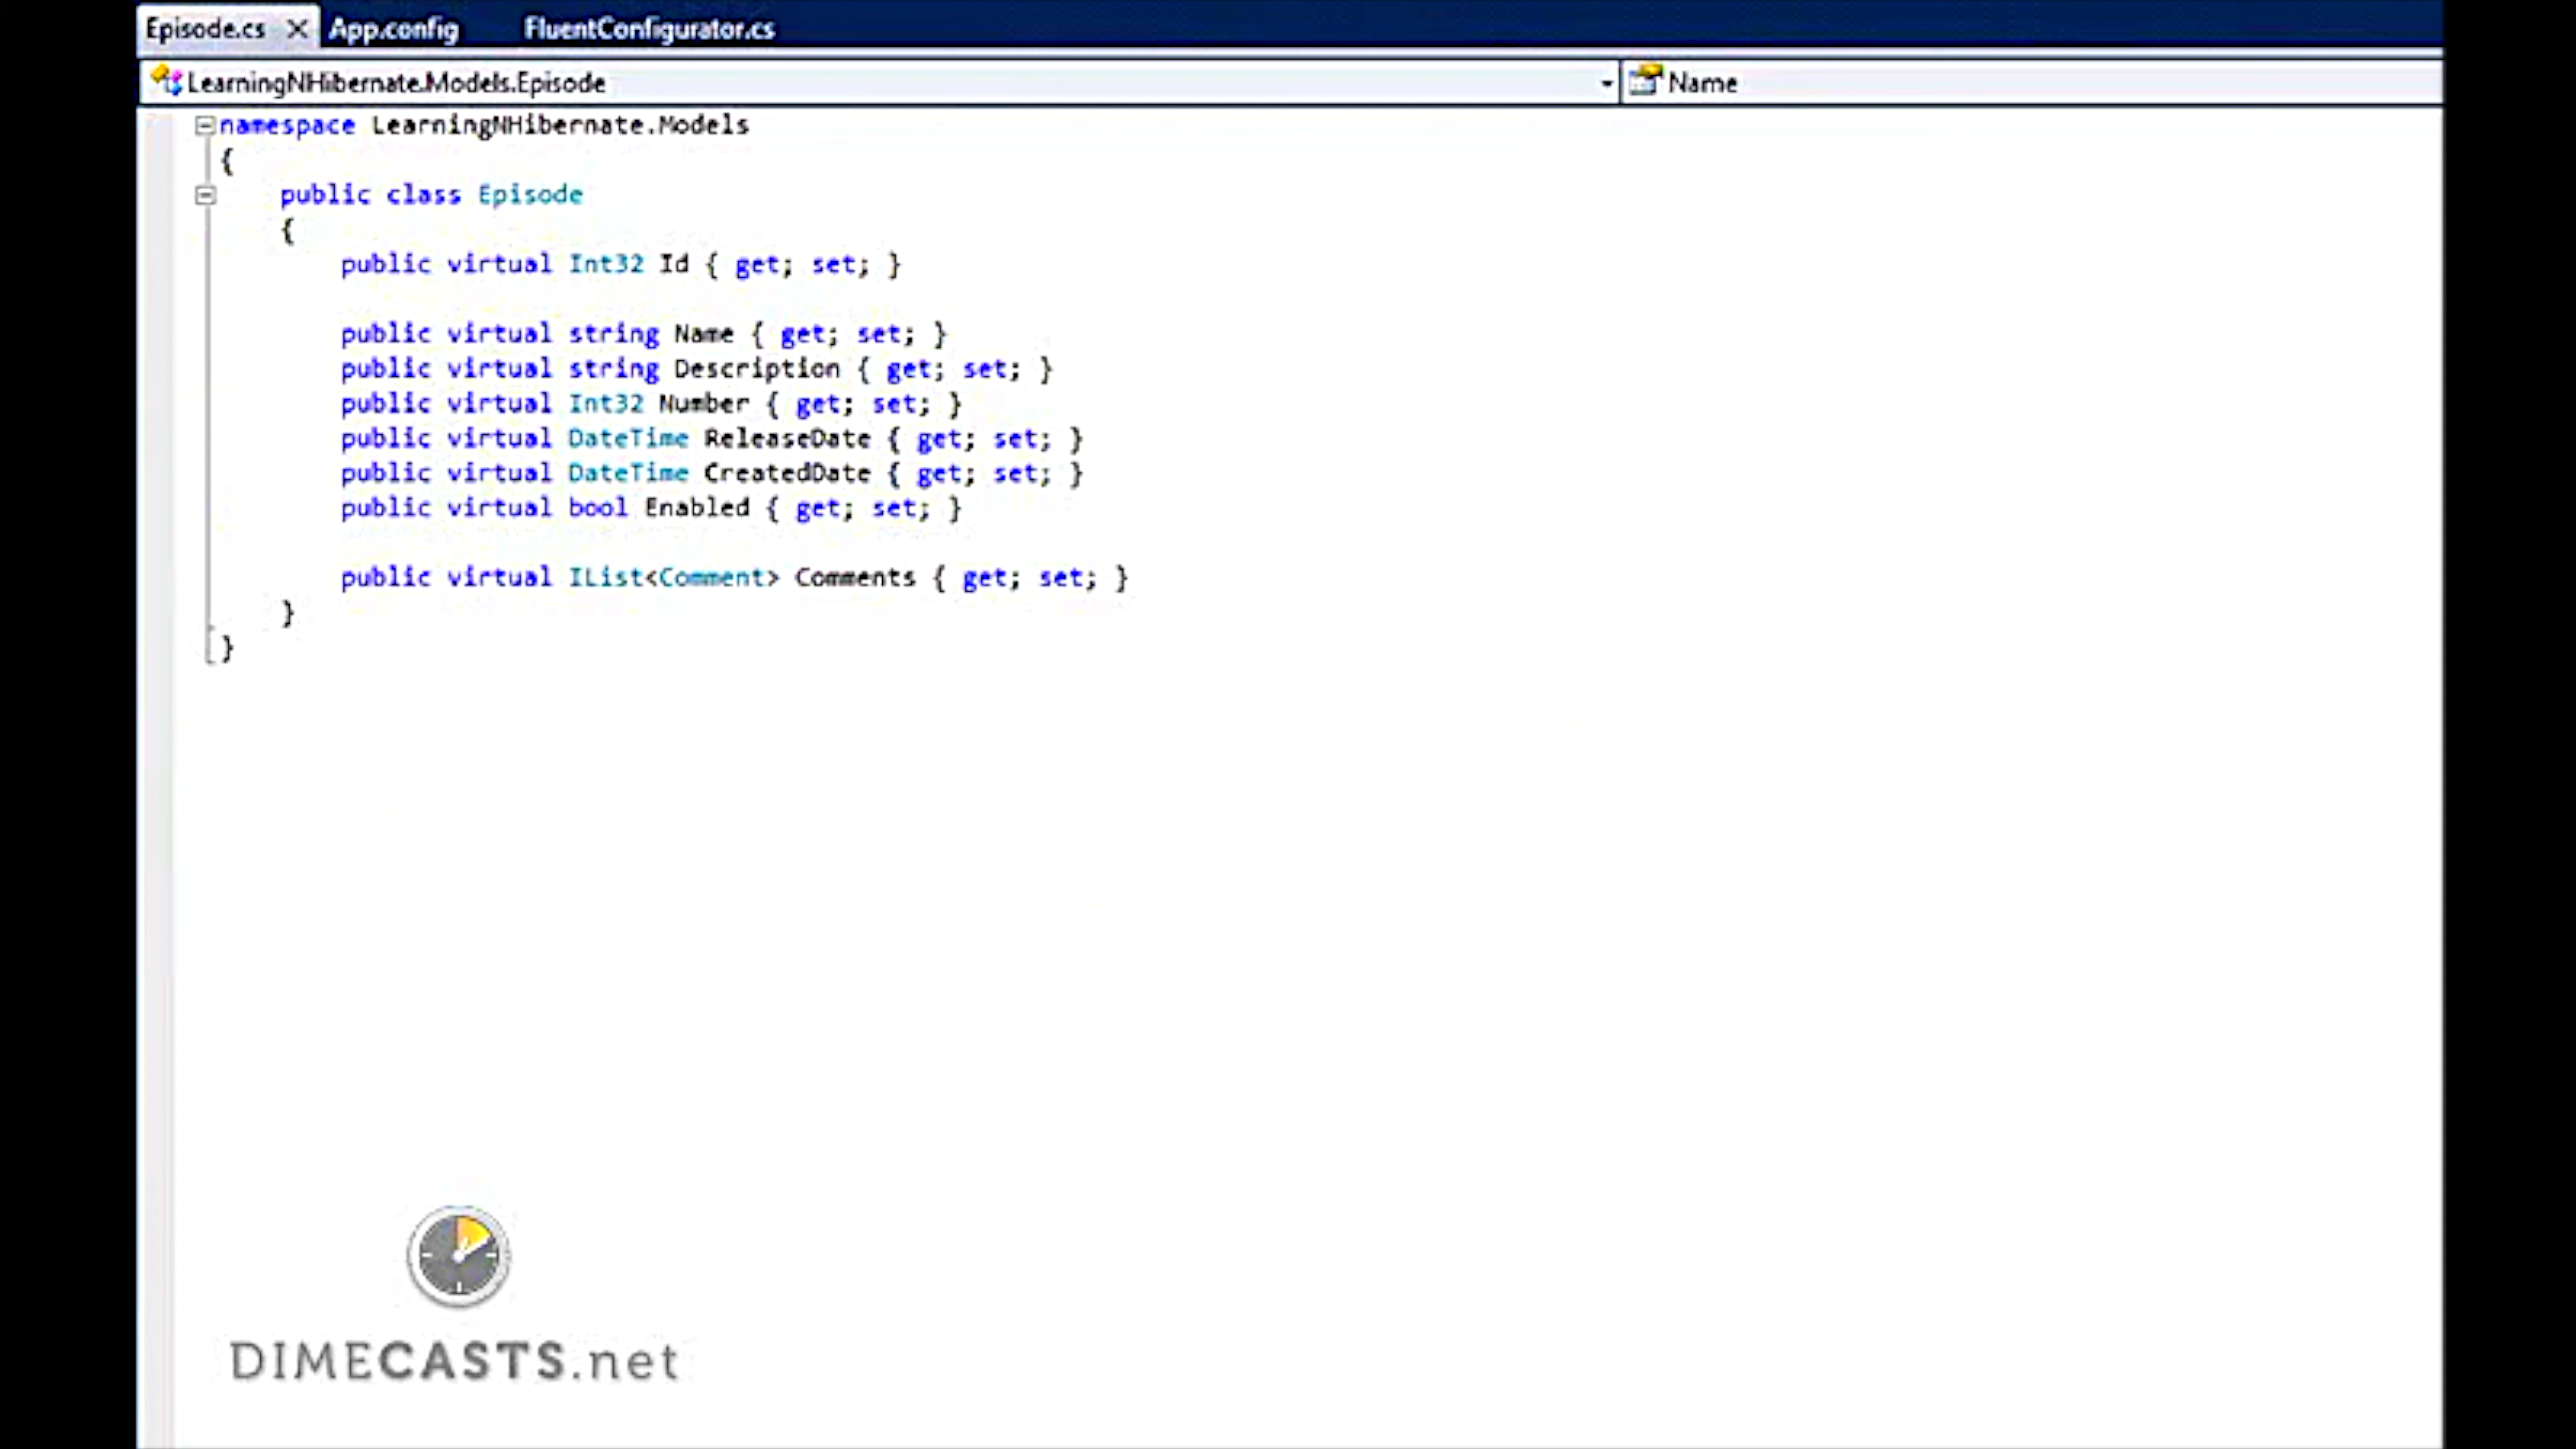 Episode.cs App.config FluentConfigurator.cs
LearningNHibernate.Models.Episode Name
namespace LearningNHibernate.Models
{
public class Episode
{
public virtual Int32 Id { get; set; }
public virtual string Name { get; set; }
public virtual string Description { get; set; }
public virtual Int32 Number { get; set; }
public virtual DateTime ReleaseDate { get; set; }
public virtual DateTime CreatedDate { get; set; }
public virtual bool Enabled { get; set; }
public virtual IList<Comment> Comments { get; set; }
}
}
DIMECASTS.net